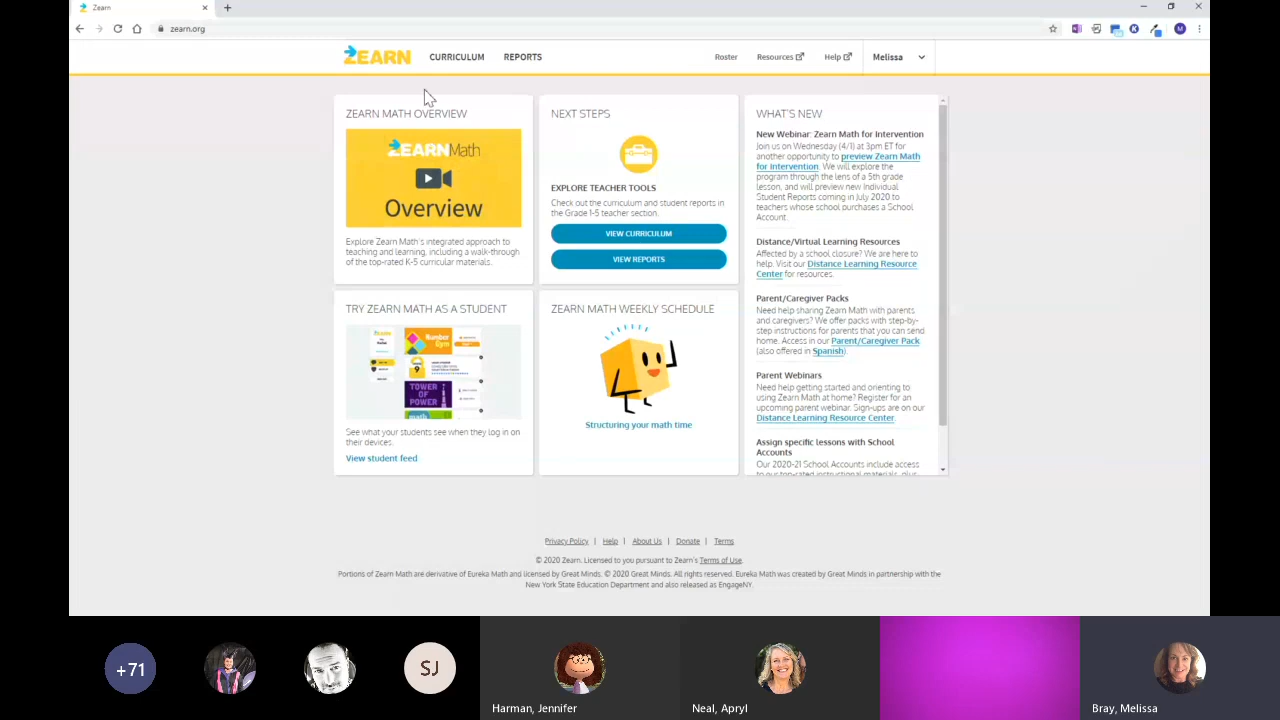 Zearn
zearn.org
ZEARN
CURRICULUM
REPORTS
Roster
Resources
Help
Melissa
ZEARN MATH OVERVIEW
ZEARNMath
Overview
Explore Zearn Math's integrated approach to
teaching and learning, including a walk-through
of the top-rated K-5 curricular materials.
NEXT STEPS
EXPLORE TEACHER TOOLS
Check out the curriculum and student reports in
the Grade 1-5 teacher section.
VIEW CURRICULUM
VIEW REPORTS
WHAT'S NEW
New Webinar: Zearn Math for Intervention
Join us on Wednesday (4/1) at 3pm ET for
another opportunity to preview Zearn Math
for Intervention. We will explore the
program through the lens of a 5th grade
lesson, and will preview new Individual
Student Reports coming in July 2020 to
teachers whose school purchases a School
Account.
Distance/Virtual Learning Resources
Affected by a school closure? We are here to
help. Visit our Distance Learning Resource
Center for resources.
Parent/Caregiver Packs
Need help sharing Zearn Math with parents
and caregivers? We offer packs with step-by-
step instructions for parents that you can send
home. Access in our Parent/Caregiver Pack
(also offered in Spanish).
Parent Webinars
Need help getting started and orienting to
using Zearn Math at home? Register for an
upcoming parent webinar. Sign-ups are on our
Distance Learning Resource Center.
Assign specific lessons with School
Accounts
Our 2020-21 School Accounts include access
to our top-rated instructional materials, plus
TRY ZEARN MATH AS A STUDENT
Number
Gym
TOWER
OF
POWER
math
See what your students see when they log in on
their devices.
View student feed
ZEARN MATH WEEKLY SCHEDULE
Structuring your math time
Privacy Policy | Help | About Us | Donate | Terms
© 2020 Zearn. Licensed to you pursuant to Zearn's Terms of Use.
Portions of Zearn Math are derivative of Eureka Math and licensed by Great Minds. © 2020 Great Minds. All rights reserved. Eureka Math was created by Great Minds in partnership with the
New York State Education Department and also released as EngageNY.
+71
SJ
Harman, Jennifer
Neal, Apryl
Bray, Melissa